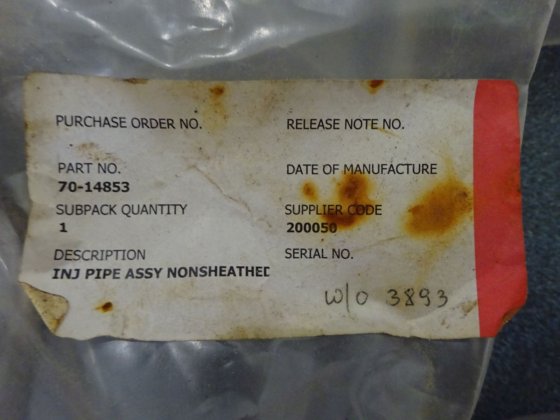 PURCHASE ORDER NO. RELEASE NOTE NO.
PART NO. DATE OF MANUFACTURE
70-14853
SUBPACK QUANTITY SUPPLIER CODE
1 200050
DESCRIPTION SERIAL NO.
INJ PIPE ASSY NONSHEATHED
w/o 3893